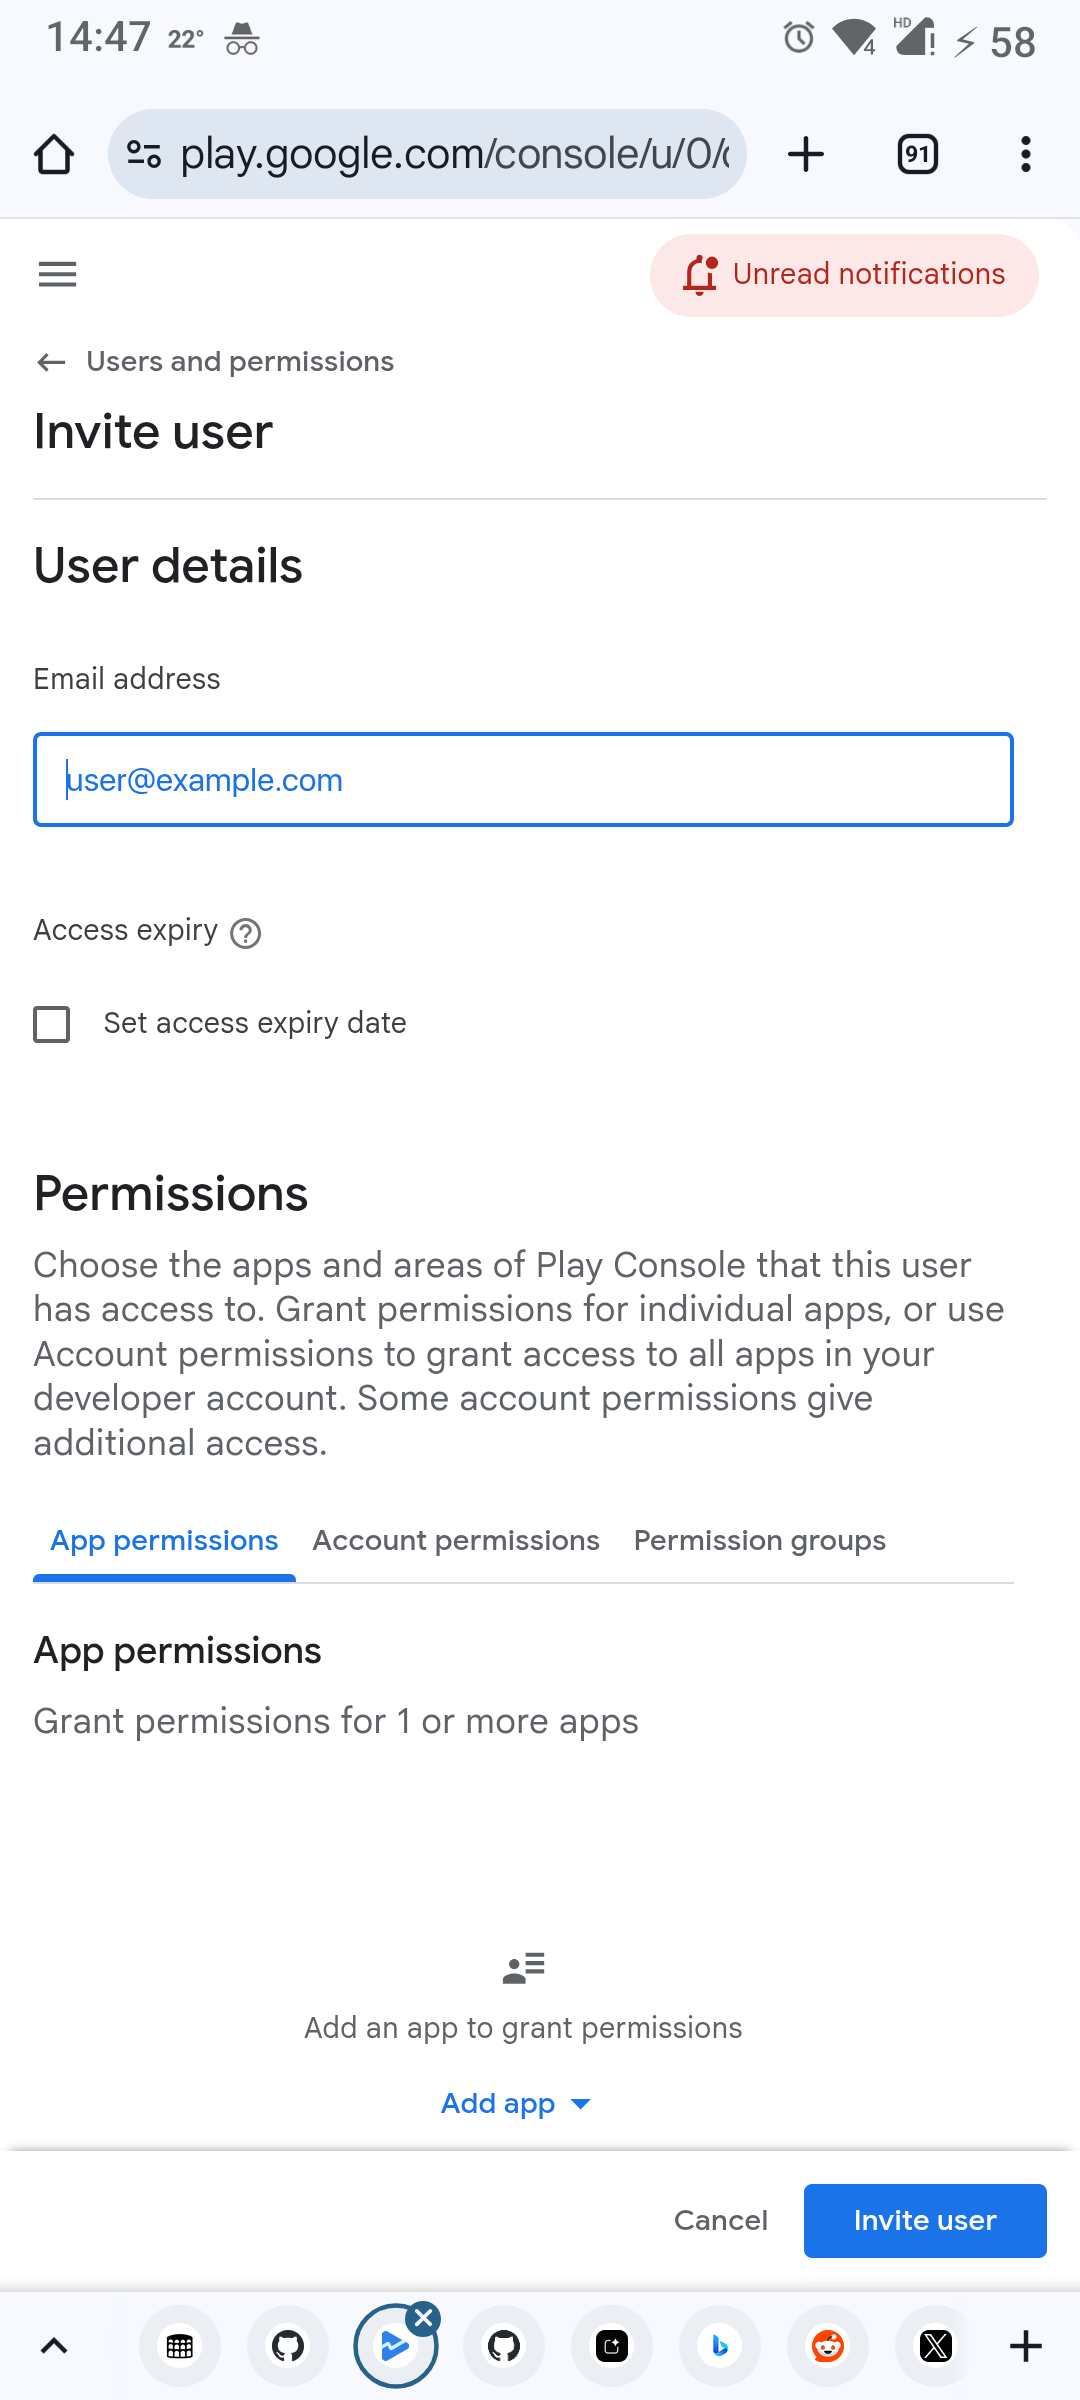 14:47 22° HD 4 58
play.google.com/console/u/0/
91
Unread notifications
Users and permissions
Invite user
User details
Email address
user@example.com
Access expiry ?
Set access expiry date
Permissions
Choose the apps and areas of Play Console that this user
has access to. Grant permissions for individual apps, or use
Account permissions to grant access to all apps in your
developer account. Some account permissions give
additional access.
App permissions Account permissions Permission groups
App permissions
Grant permissions for 1 or more apps
Add an app to grant permissions
Add app
Cancel Invite user